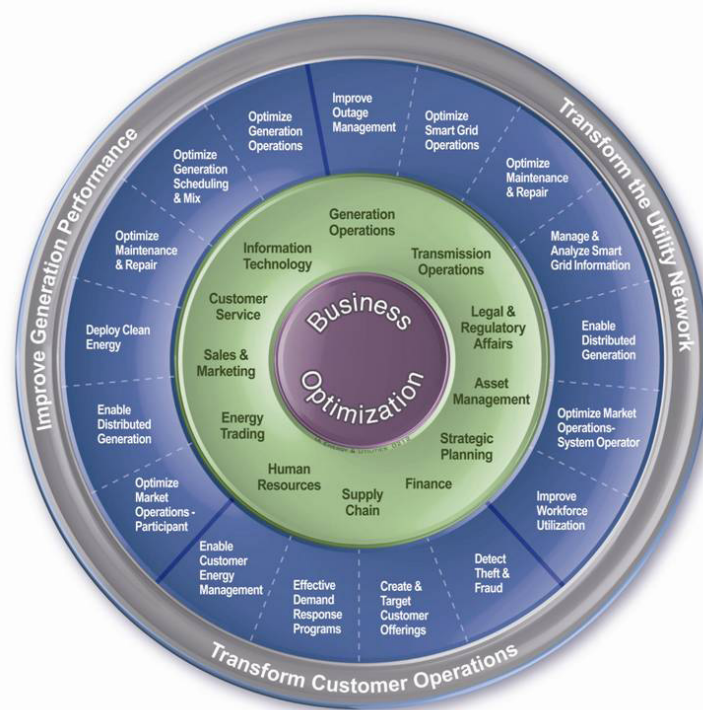 Improve Generation Performance
Transform the Utility Network
Transform Customer Operations
Improve
Outage
Management
Optimize
Smart Grid
Operations
Optimize
Maintenance
& Repair
Manage &
Analyze Smart
Grid Information
Enable
Distributed
Generation
Optimize Market
Operations-
System Operator
Improve
Workforce
Utilization
Detect
Theft &
Fraud
Create &
Target
Customer
Offerings
Effective
Demand
Response
Programs
Enable
Customer
Energy
Management
Optimize
Market
Operations -
Participant
Enable
Distributed
Generation
Deploy Clean
Energy
Optimize
Maintenance
& Repair
Optimize
Generation
Scheduling
& Mix
Optimize
Generation
Operations
Generation
Operations
Transmission
Operations
Legal &
Regulatory
Affairs
Asset
Management
Strategic
Planning
Finance
Supply
Chain
Human
Resources
Energy
Trading
Sales &
Marketing
Customer
Service
Information
Technology
Business
Optimization